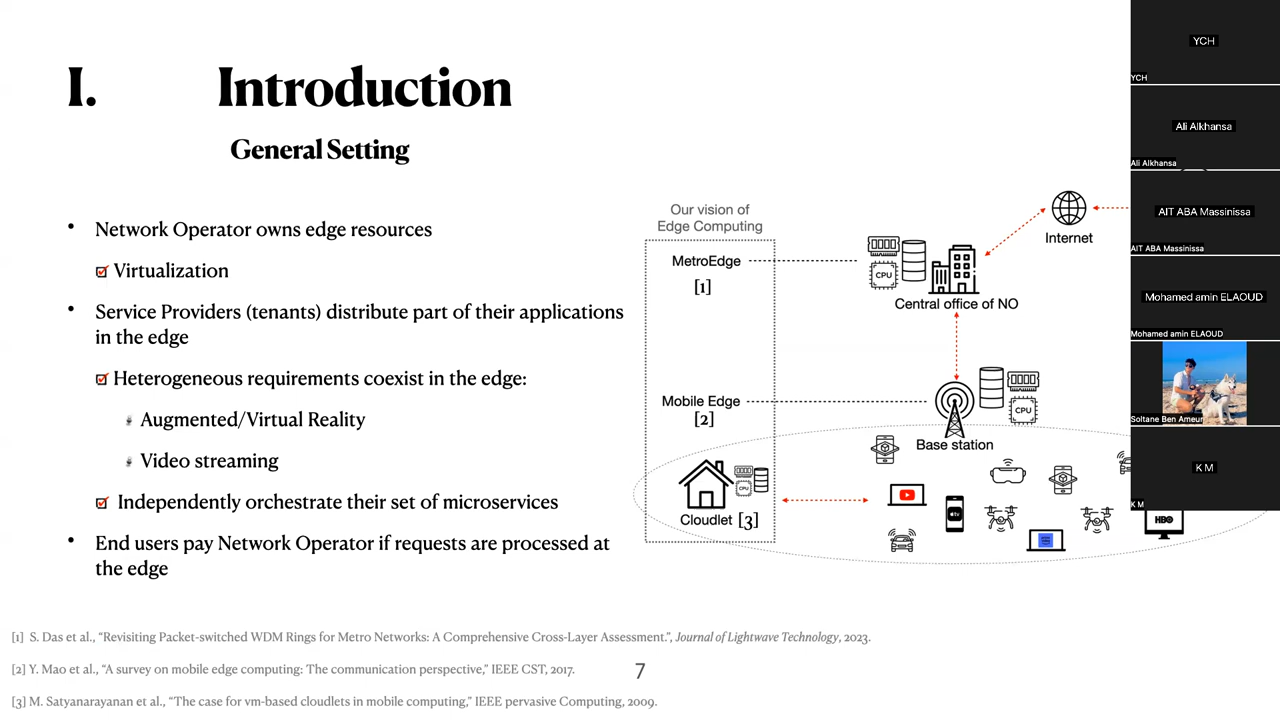 I. Introduction
General Setting
• Network Operator owns edge resources
Virtualization
• Service Providers (tenants) distribute part of their applications
in the edge
Heterogeneous requirements coexist in the edge:
Augmented/Virtual Reality
Video streaming
Independently orchestrate their set of microservices
• End users pay Network Operator if requests are processed at
the edge
Our vision of
Edge Computing
MetroEdge
[1]
Mobile Edge
[2]
Cloudlet [3]
CPU
CPU
Central office of NO
Internet
CPU
Base station
HBO
[1] S. Das et al., “Revisiting Packet-switched WDM Rings for Metro Networks: A Comprehensive Cross-Layer Assessment.”, Journal of Lightwave Technology, 2023.
[2] Y. Mao et al., “A survey on mobile edge computing: The communication perspective,” IEEE CST, 2017.
7
[3] M. Satyanarayanan et al., “The case for vm-based cloudlets in mobile computing,” IEEE pervasive Computing, 2009.
YCH
YCH
Ali Alkhansa
Ali Alkhansa
AIT ABA Massinissa
AIT ABA Massinissa
Mohamed amin ELAOUD
Mohamed amin ELAOUD
Soltane Ben Ameur
K M
K M